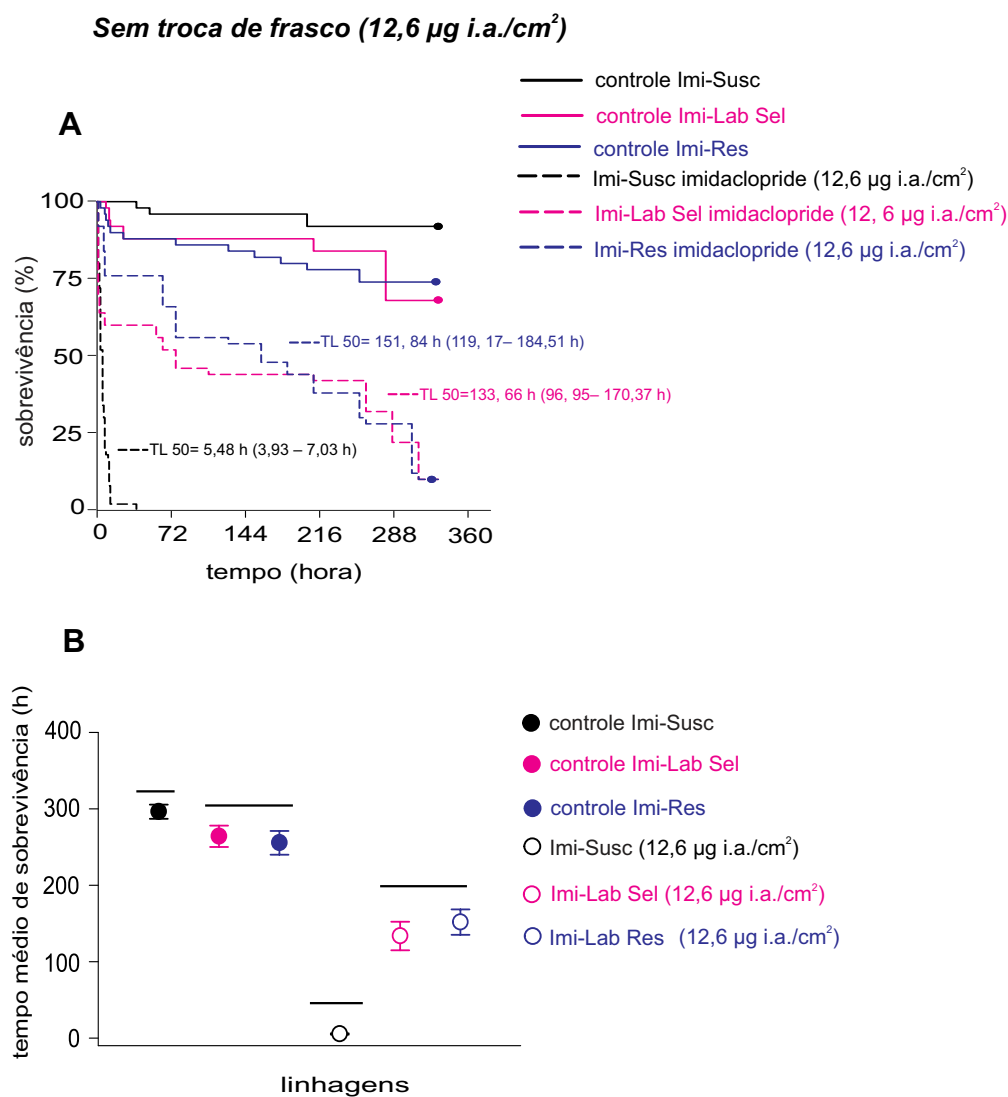 Sem troca de frasco (12,6 µg i.a./cm²)
controle Imi-Susc
controle Imi-Lab Sel
controle Imi-Res
Imi-Susc imidaclopride (12,6 µg i.a./cm²)
Imi-Lab Sel imidaclopride (12, 6 µg i.a./cm²)
Imi-Res imidaclopride (12,6 µg i.a./cm²)
A
sobrevivência (%)
100
75
50
25
0
TL 50= 151, 84 h (119, 17– 184,51 h)
TL 50=133, 66 h (96, 95– 170,37 h)
TL 50= 5,48 h (3,93 – 7,03 h)
0 72 144 216 288 360
tempo (hora)
B
tempo médio de sobrevivência (h)
400
300
200
100
0
linhagens
controle Imi-Susc
controle Imi-Lab Sel
controle Imi-Res
Imi-Susc (12,6 µg i.a./cm²)
Imi-Lab Sel (12,6 µg i.a./cm²)
Imi-Lab Res (12,6 µg i.a./cm²)